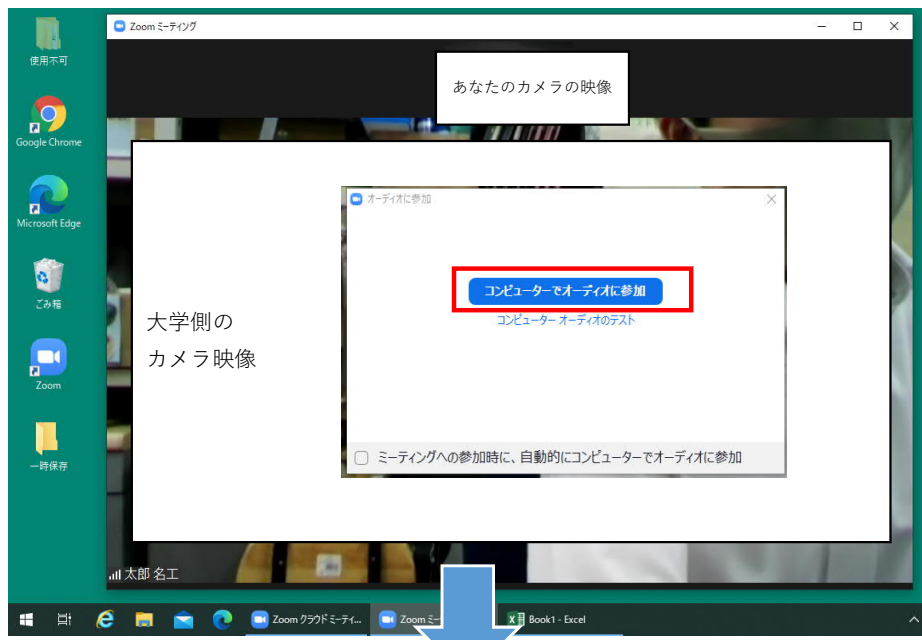 Zoom ミーティング
使用不可
あなたのカメラの映像
Google Chrome
オーディオに参加
Microsoft Edge
コンピューターでオーディオに参加
コンピューター オーディオのテスト
ごみ箱
大学側の
カメラ映像
Zoom
ミーティングへの参加時に、自動的にコンピューターでオーディオに参加
一時保存
太郎 名工
Zoom クラウド ミーティ...
Zoom ミー
Book1 - Excel